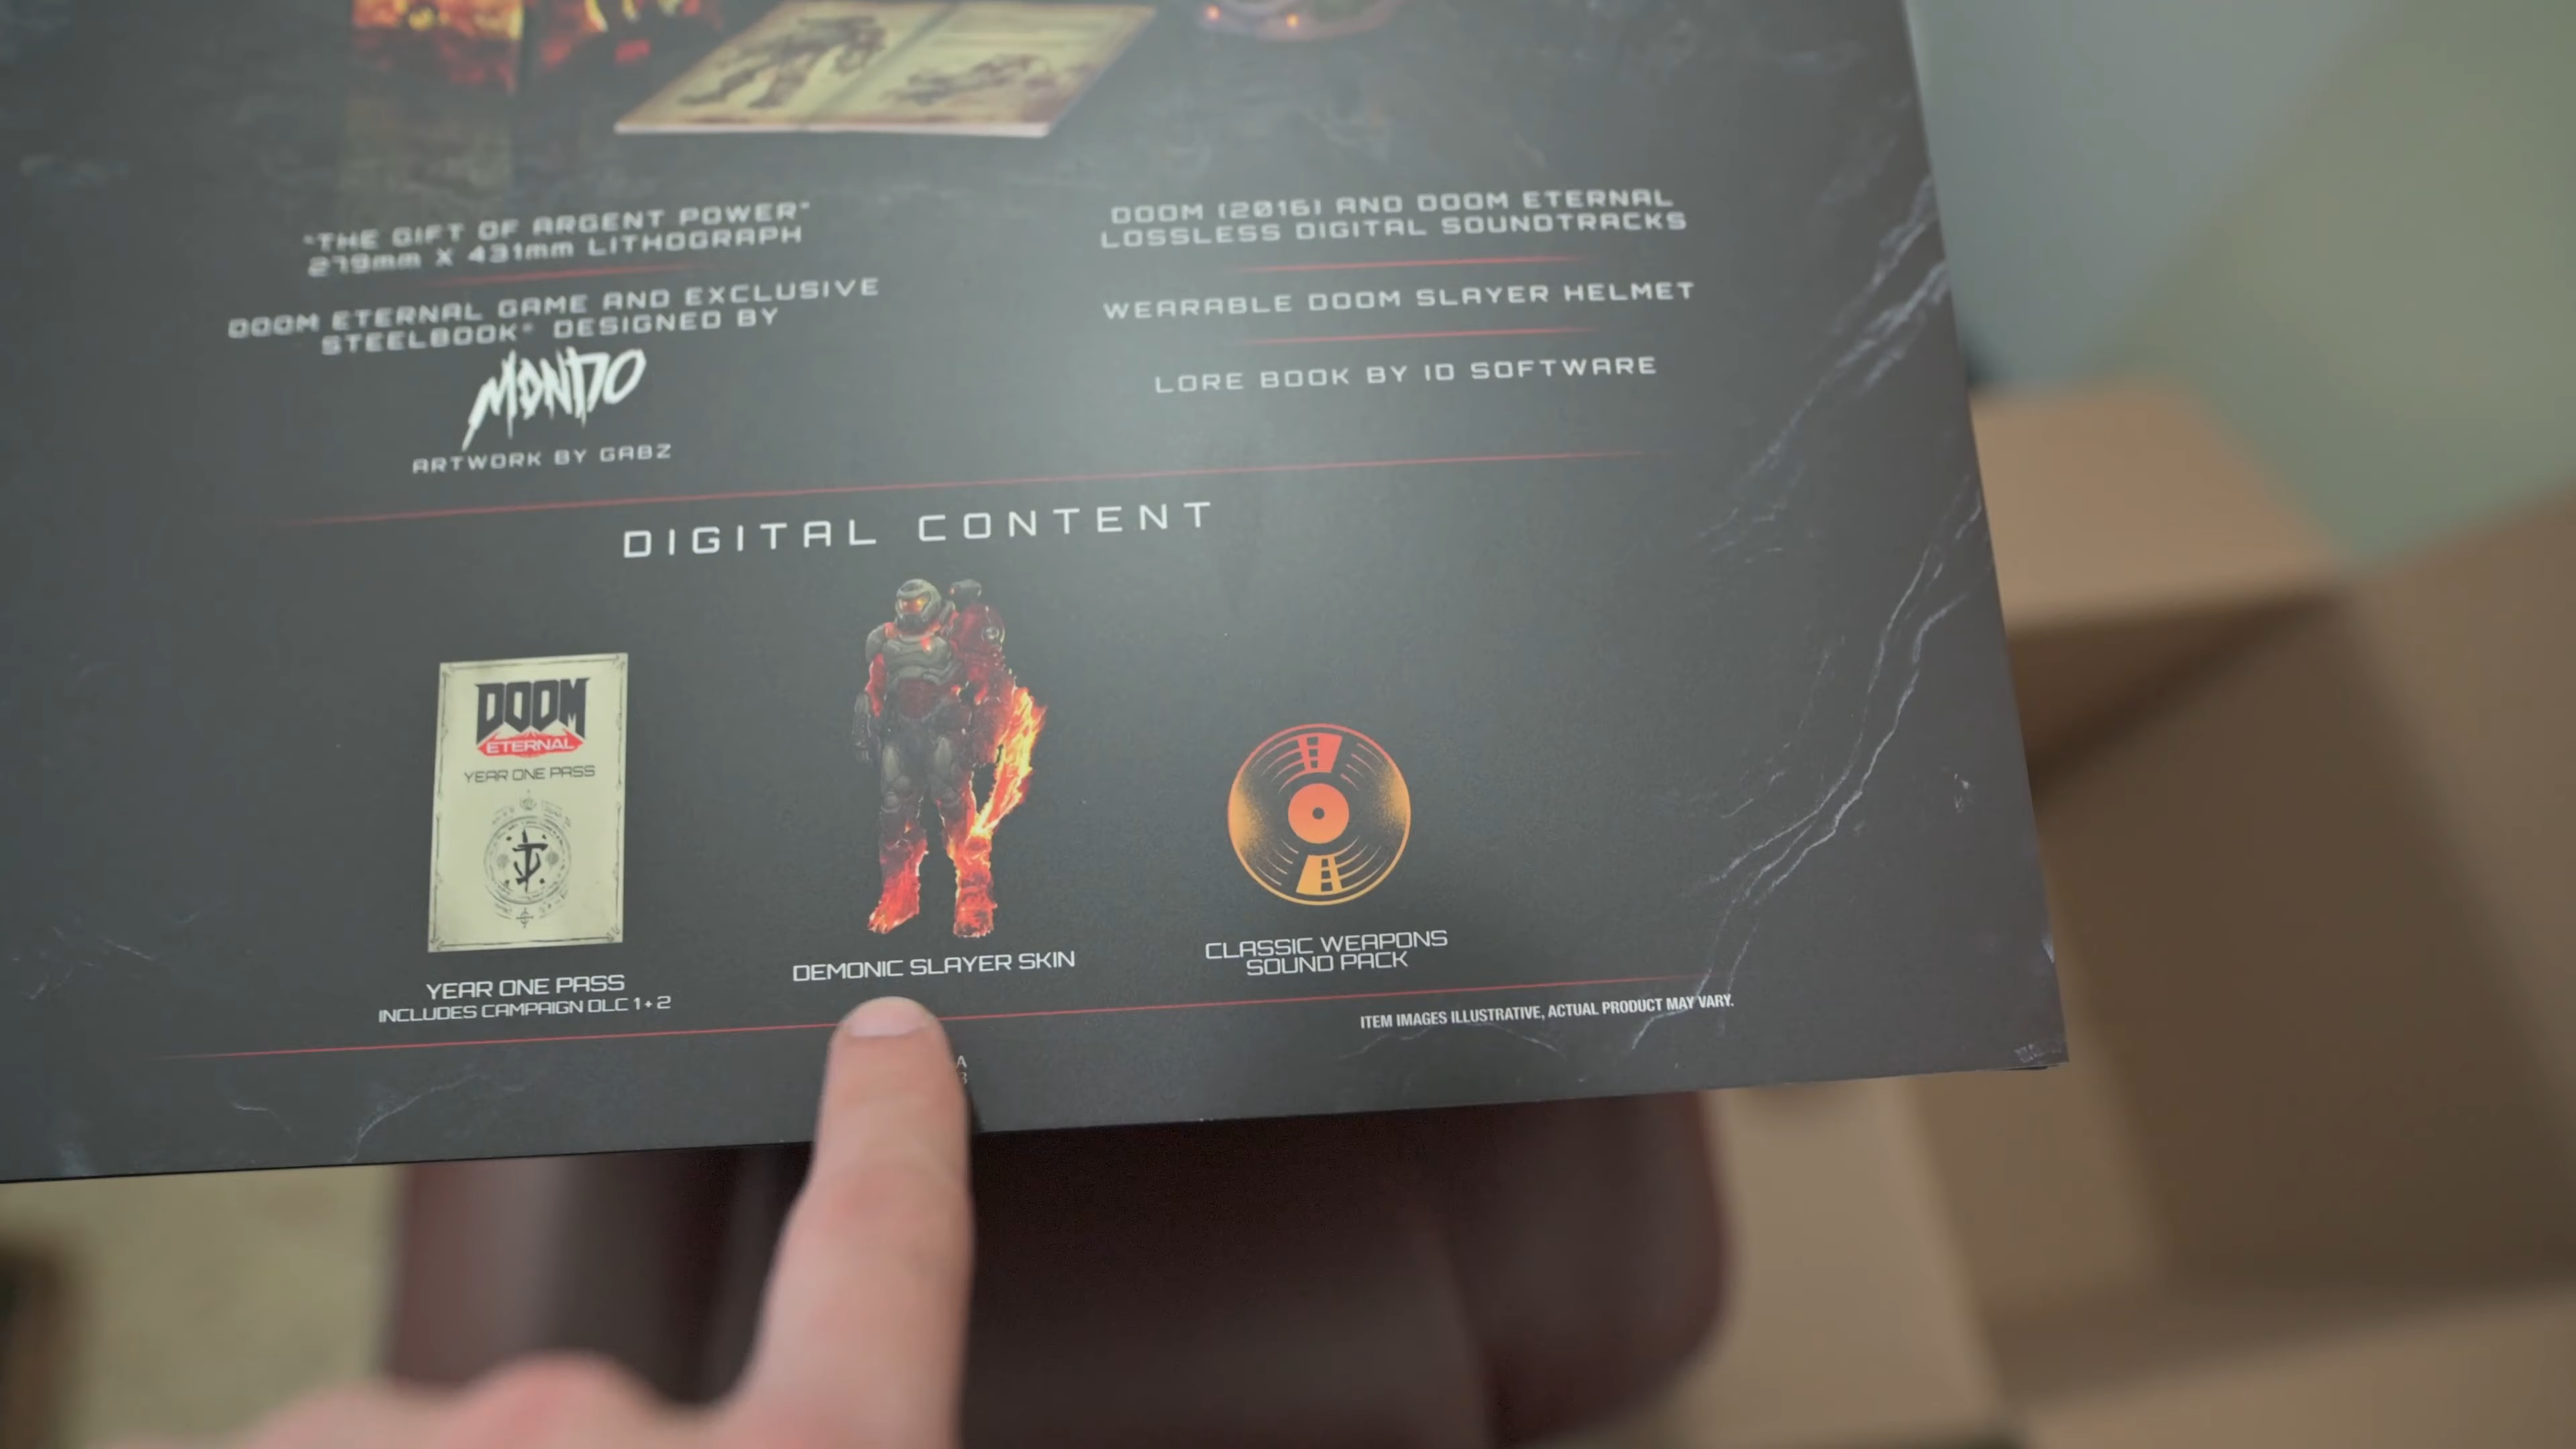 "THE GIFT OF ARGENT POWER"
279mm X 431mm LITHOGRAPH
DOOM ETERNAL GAME AND EXCLUSIVE
STEELBOOK® DESIGNED BY
MONDO
ARTWORK BY GABZ
DOOM (2016) AND DOOM ETERNAL
LOSSLESS DIGITAL SOUNDTRACKS
WEARABLE DOOM SLAYER HELMET
LORE BOOK BY ID SOFTWARE
DIGITAL CONTENT
DOOM
ETERNAL
YEAR ONE PASS
YEAR ONE PASS
INCLUDES CAMPAIGN DLC 1+2
DEMONIC SLAYER SKIN
CLASSIC WEAPONS
SOUND PACK
ITEM IMAGES ILLUSTRATIVE, ACTUAL PRODUCT MAY VARY.